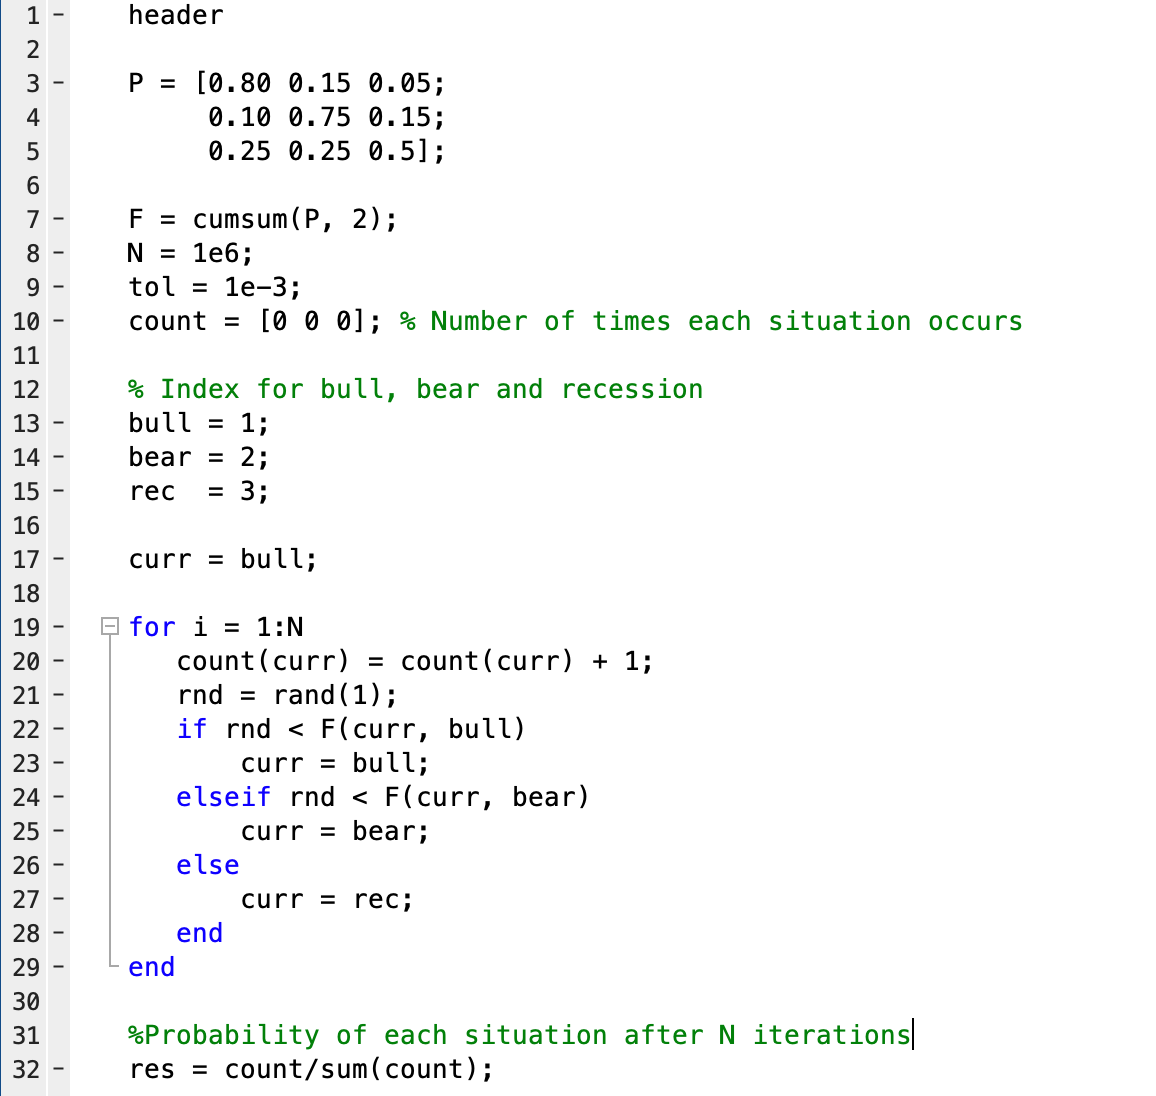 1 - header
2
3 - P = [0.80 0.15 0.05;
4 0.10 0.75 0.15;
5 0.25 0.25 0.5];
6
7 - F = cumsum(P, 2);
8 - N = 1e6;
9 - tol = 1e-3;
10 - count = [0 0 0]; % Number of times each situation occurs
11
12 % Index for bull, bear and recession
13 - bull = 1;
14 - bear = 2;
15 - rec  = 3;
16
17 - curr = bull;
18
19 - for i = 1:N
20 - count(curr) = count(curr) + 1;
21 - rnd = rand(1);
22 - if rnd < F(curr, bull)
23 - curr = bull;
24 - elseif rnd < F(curr, bear)
25 - curr = bear;
26 - else
27 - curr = rec;
28 - end
29 - end
30
31 %Probability of each situation after N iterations
32 - res = count/sum(count);